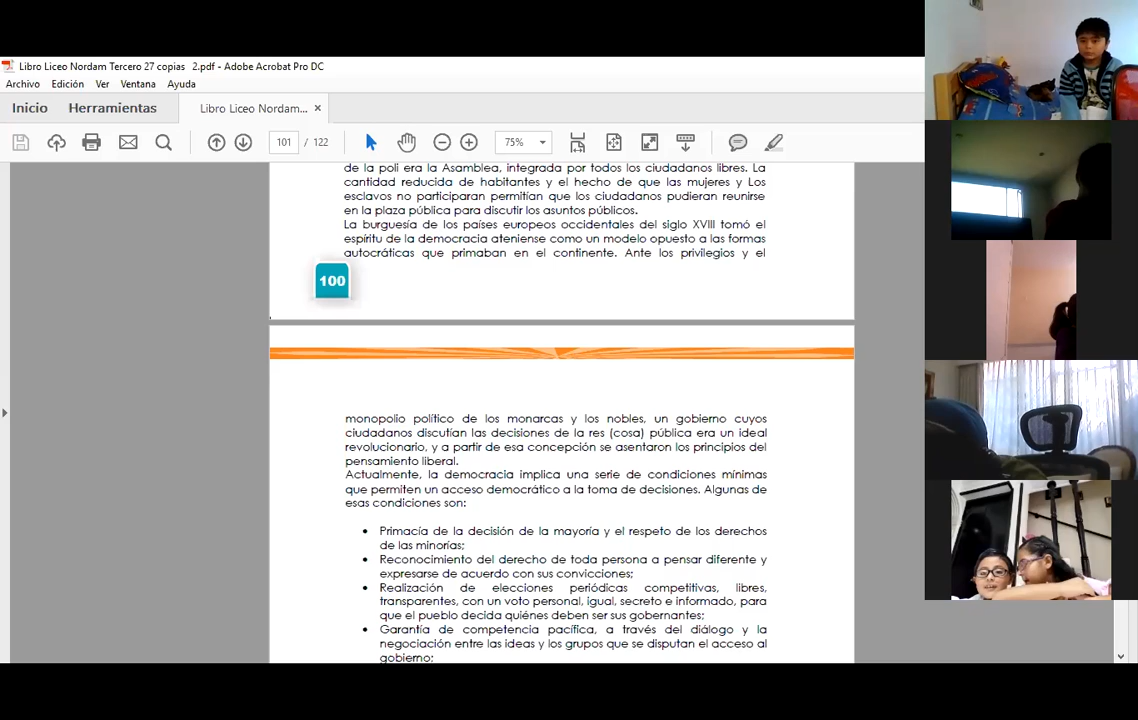 Libro Liceo Nordam Tercero 27 copias 2.pdf - Adobe Acrobat Pro DC
Archivo Edición Ver Ventana Ayuda
Inicio Herramientas Libro Liceo Nordam... ×
101 / 122 75%
de la poli era la Asamblea, integrada por todos los ciudadanos libres. La
cantidad reducida de habitantes y el hecho de que las mujeres y Los
esclavos no participaran permitían que los ciudadanos pudieran reunirse
en la plaza pública para discutir los asuntos públicos.
La burguesía de los países europeos occidentales del siglo XVIII tomó el
espíritu de la democracia ateniense como un modelo opuesto a las formas
autocráticas que primaban en el continente. Ante los privilegios y el
100
monopolio político de los monarcas y los nobles, un gobierno cuyos
ciudadanos discutían las decisiones de la res (cosa) pública era un ideal
revolucionario, y a partir de esa concepción se asentaron los principios del
pensamiento liberal.
Actualmente, la democracia implica una serie de condiciones mínimas
que permiten un acceso democrático a la toma de decisiones. Algunas de
esas condiciones son:
• Primacía de la decisión de la mayoría y el respeto de los derechos
de las minorías;
• Reconocimiento del derecho de toda persona a pensar diferente y
expresarse de acuerdo con sus convicciones;
• Realización de elecciones periódicas competitivas, libres,
transparentes, con un voto personal, igual, secreto e informado, para
que el pueblo decida quiénes deben ser sus gobernantes;
• Garantía de competencia pacífica, a través del diálogo y la
negociación entre las ideas y los grupos que se disputan el acceso al
gobierno;